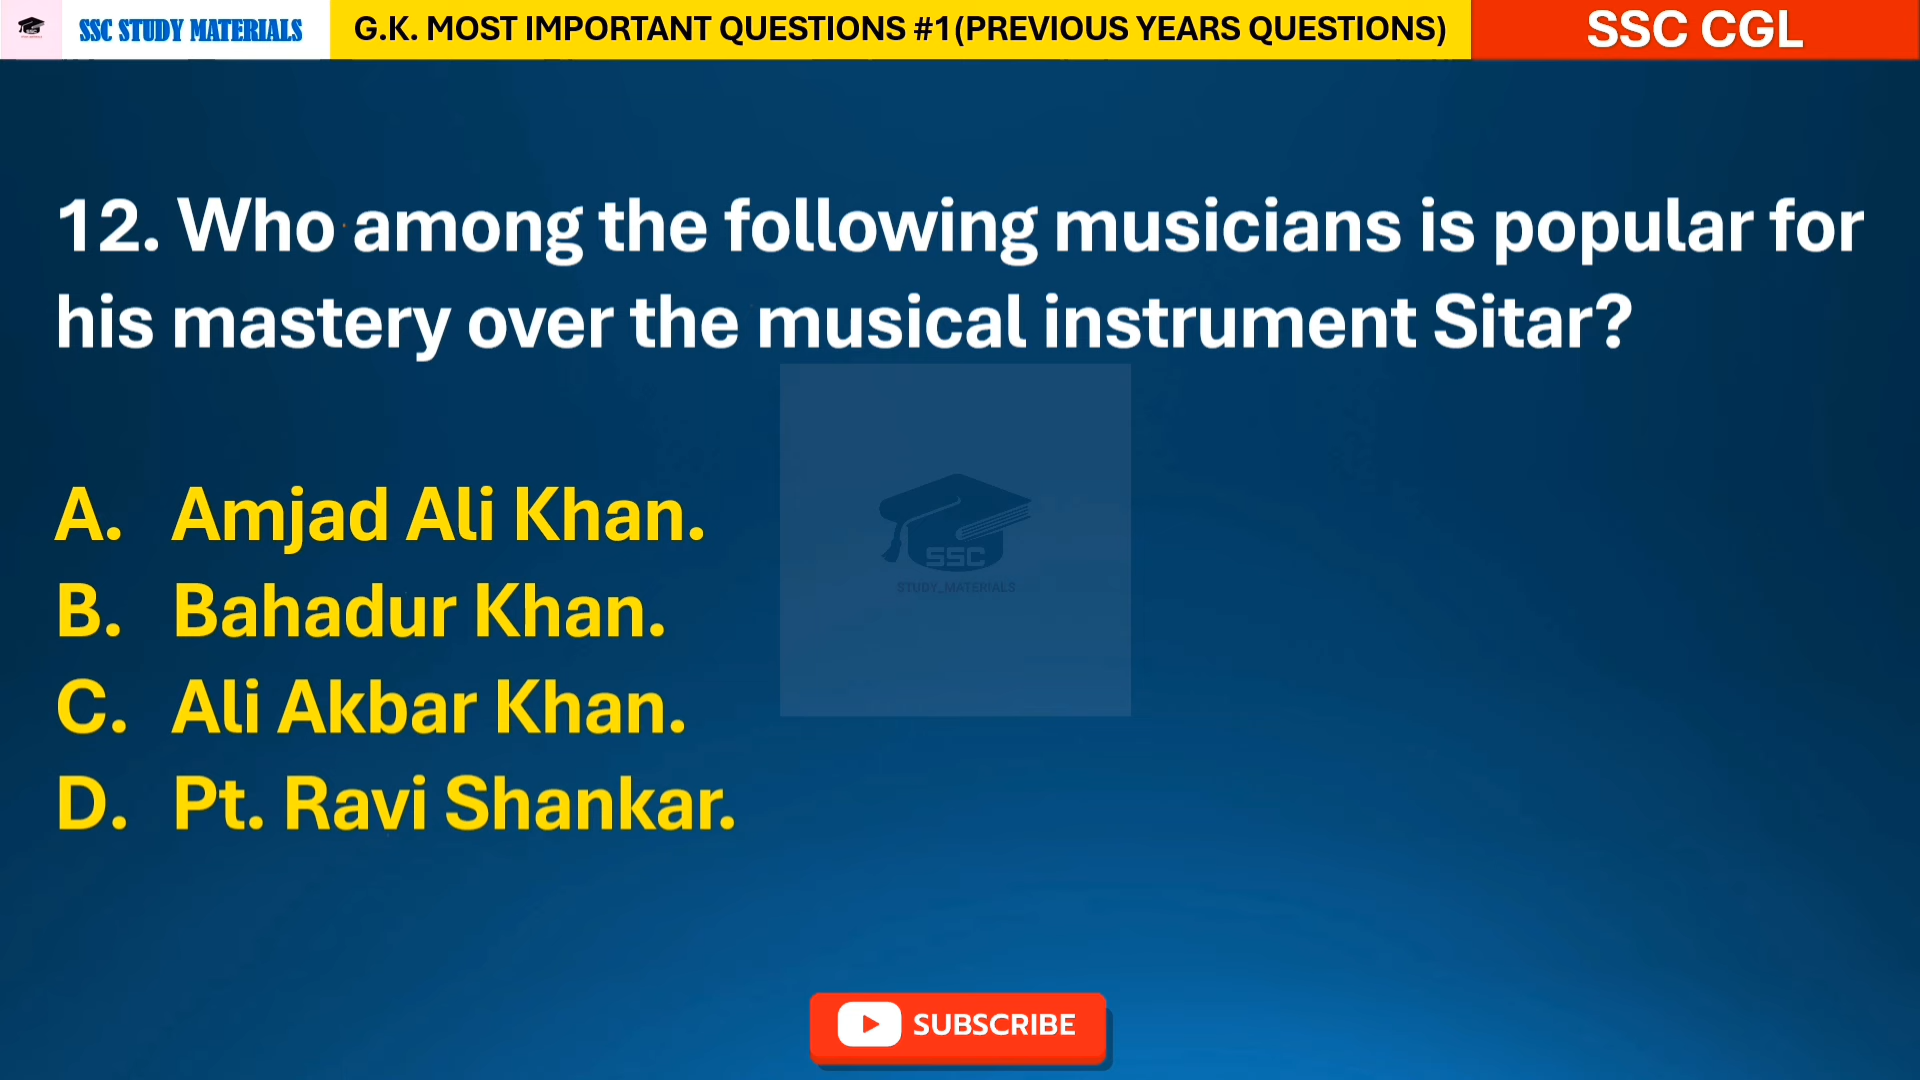 SSC STUDY MATERIALS
G.K. MOST IMPORTANT QUESTIONS #1(PREVIOUS YEARS QUESTIONS)
SSC CGL
12. Who among the following musicians is popular for
his mastery over the musical instrument Sitar?
A. Amjad Ali Khan.
B. Bahadur Khan.
C. Ali Akbar Khan.
D. Pt. Ravi Shankar.
SSC
STUDY_MATERIALS
SUBSCRIBE